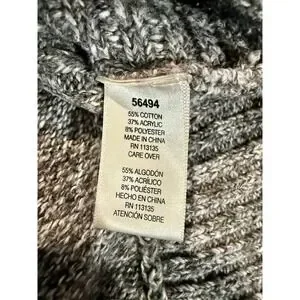 56494
55% COTTON
37% ACRYLIC
8% POLYESTER
MADE IN CHINA
RN 113135
CARE OVER
55% ALGODÓN
37% ACRÍLICO
8% POLIÉSTER
HECHO EN CHINA
RN 113135
ATENCIÓN SOBRE